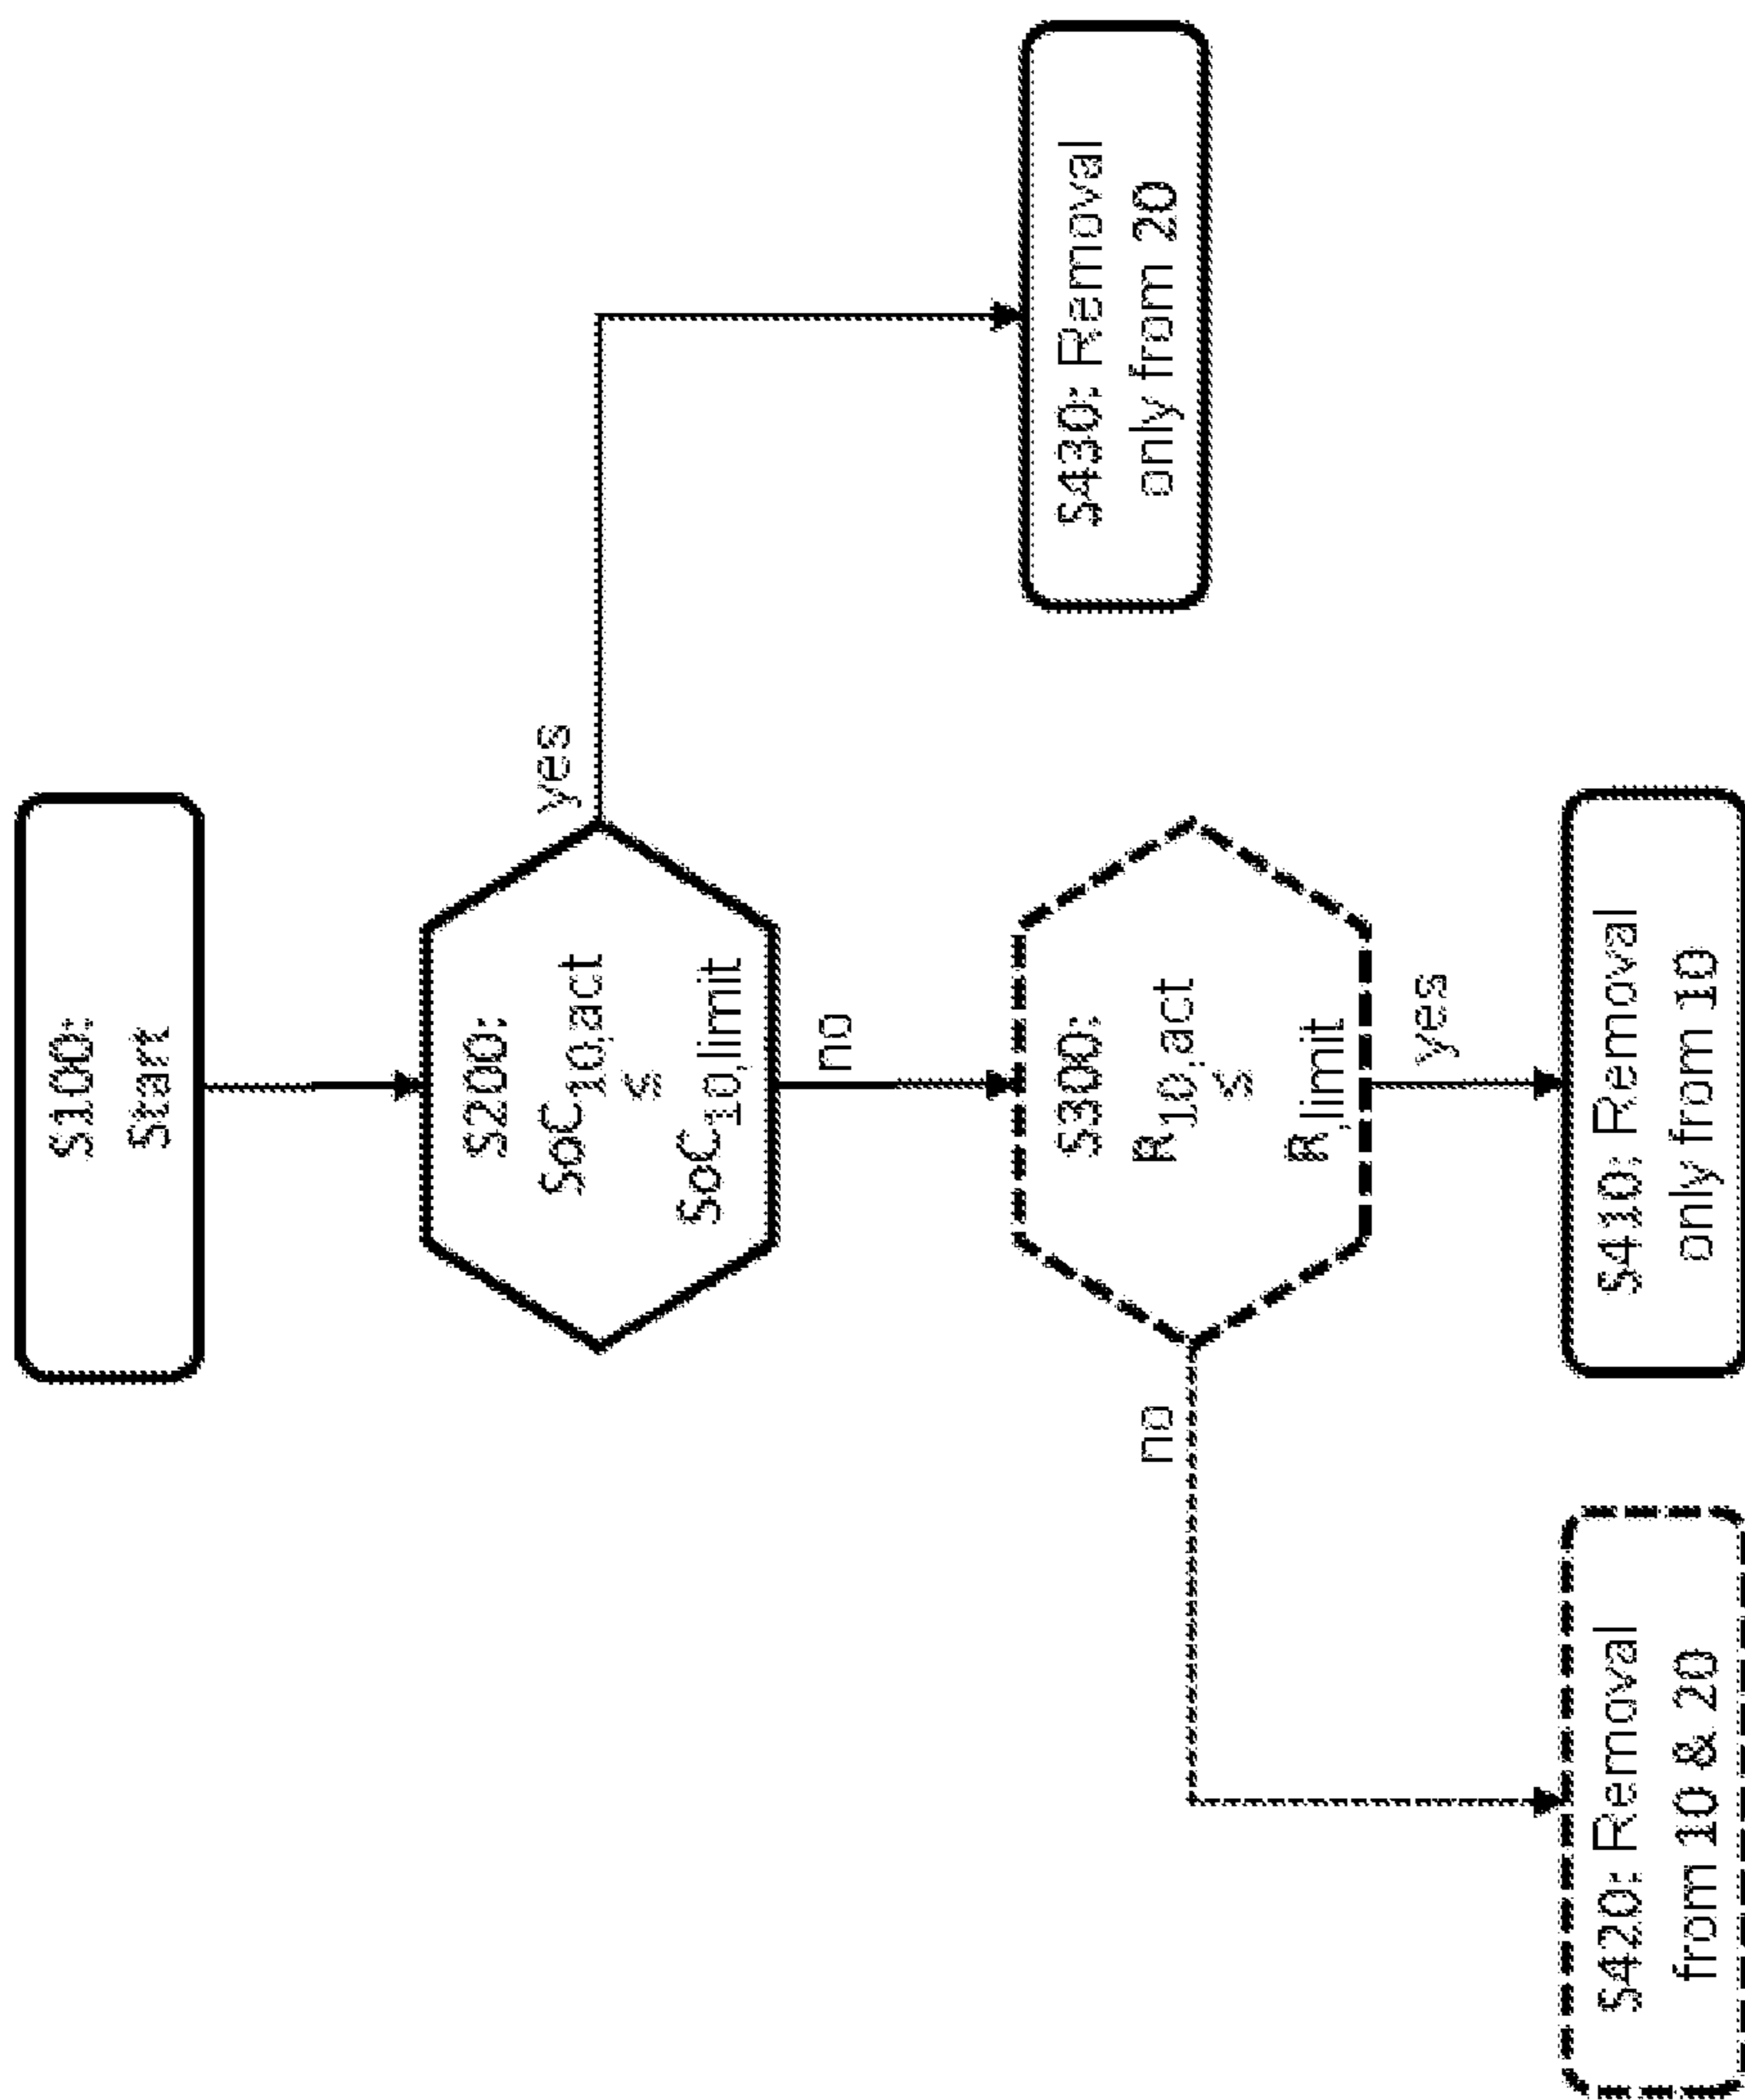 S100:
Start
S200:
SoC10,act
≤
SoC10,limit
yes
no
S300:
R10,act
≤
R,limit
no
yes
S430: Removal
only from 20
S420: Removal
from 10 & 20
S410: Removal
only from 10